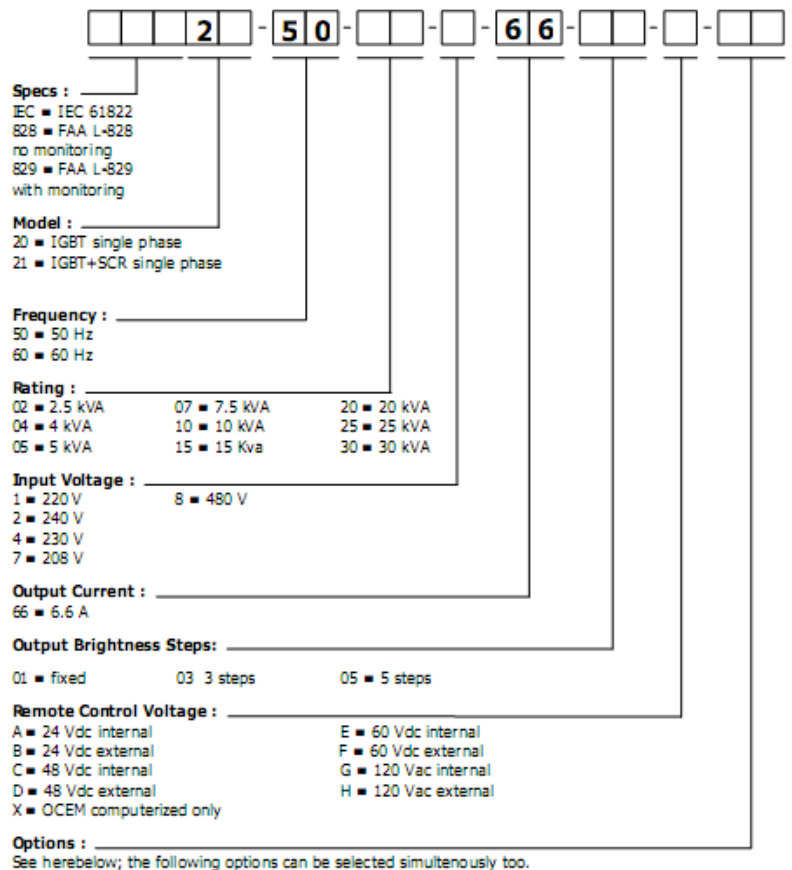 2 - 50 - - - 66 - - -
Specs :
IEC = IEC 61822
828 = FAA L-828
no monitoring
829 = FAA L-829
with monitoring
Model :
20 = IGBT single phase
21 = IGBT+SCR single phase
Frequency :
50 = 50 Hz
60 = 60 Hz
Rating :
02 = 2.5 kVA 07 = 7.5 kVA 20 = 20 kVA
04 = 4 kVA 10 = 10 kVA 25 = 25 kVA
05 = 5 kVA 15 = 15 Kva 30 = 30 kVA
Input Voltage :
1 = 220 V 8 = 480 V
2 = 240 V
4 = 230 V
7 = 208 V
Output Current :
66 = 6.6 A
Output Brightness Steps:
01 = fixed 03 3 steps 05 = 5 steps
Remote Control Voltage :
A = 24 Vdc internal E = 60 Vdc internal
B = 24 Vdc external F = 60 Vdc external
C = 48 Vdc internal G = 120 Vac internal
D = 48 Vdc external H = 120 Vac external
X = OCEM computerized only
Options :
See herebelow; the following options can be selected simultenously too.